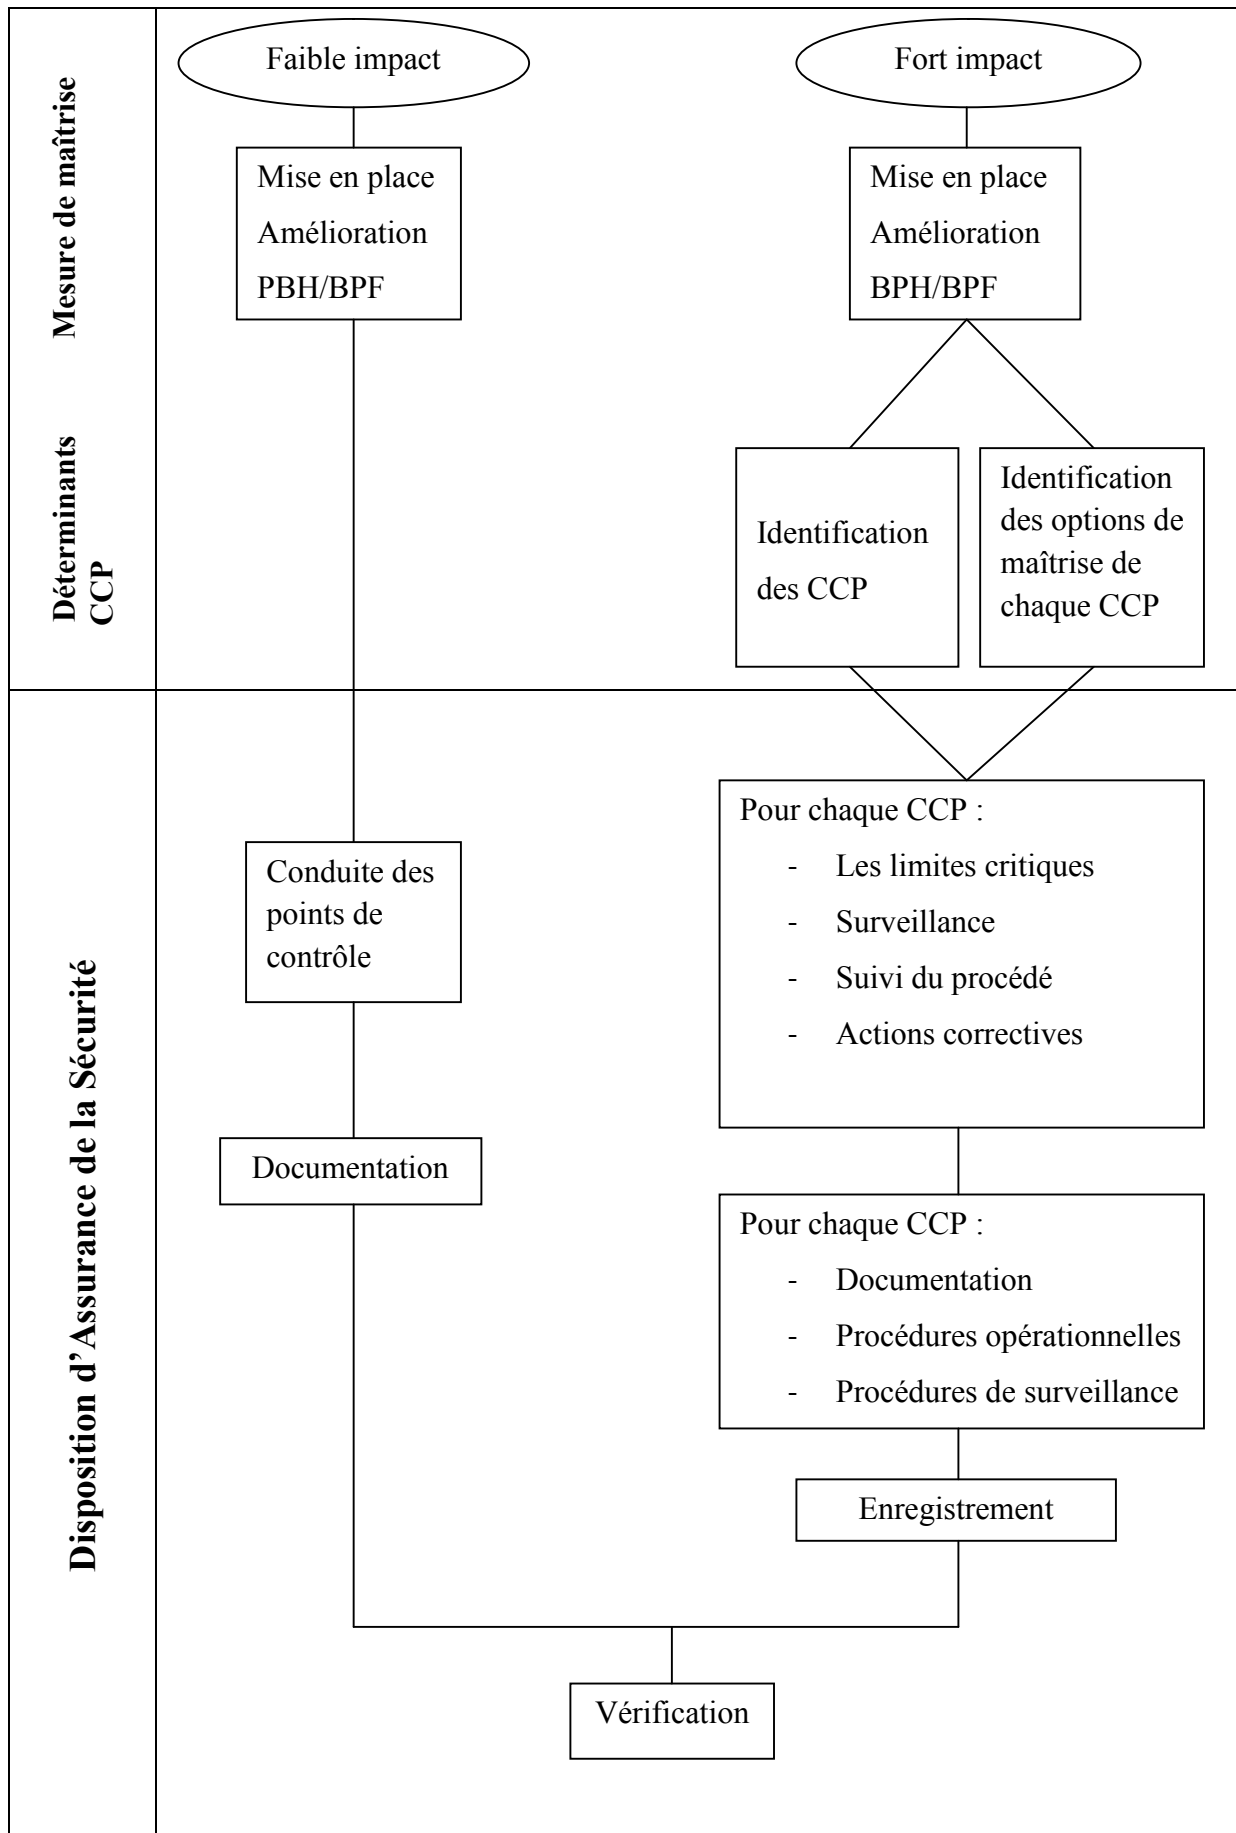 Mesure de maîtrise
Faible impact
Fort impact
Mise en place
Amélioration
PBH/BPF
Mise en place
Amélioration
BPH/BPF
Déterminants
CCP
Identification
des CCP
Identification
des options de
maîtrise de
chaque CCP
Disposition d’Assurance de la Sécurité
Conduite des
points de
contrôle
Documentation
Pour chaque CCP :
- Les limites critiques
- Surveillance
- Suivi du procédé
- Actions correctives
Pour chaque CCP :
- Documentation
- Procédures opérationnelles
- Procédures de surveillance
Enregistrement
Vérification